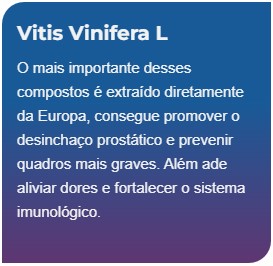 Vitis Vinifera L
O mais importante desses
compostos é extraído diretamente
da Europa, consegue promover o
desinchaço prostático e prevenir
quadros mais graves. Além ade
aliviar dores e fortalecer o sistema
imunológico.